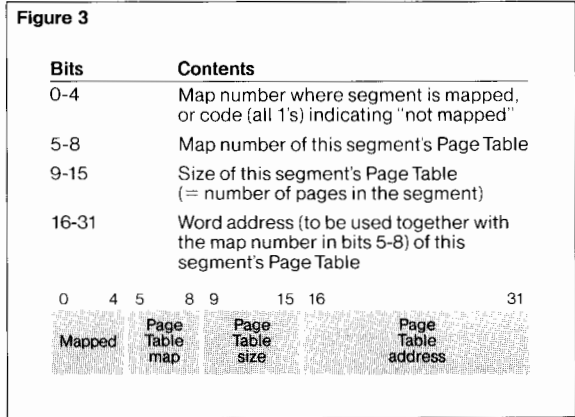 Figure 3
Bits Contents
0-4 Map number where segment is mapped,
or code (all 1's) indicating "not mapped"
5-8 Map number of this segment's Page Table
9-15 Size of this segment's Page Table
(= number of pages in the segment)
16-31 Word address (to be used together with
the map number in bits 5-8) of this
segment's Page Table
0 4 5 8 9 15 16 31
Mapped Page Table map Page Table size Page Table address